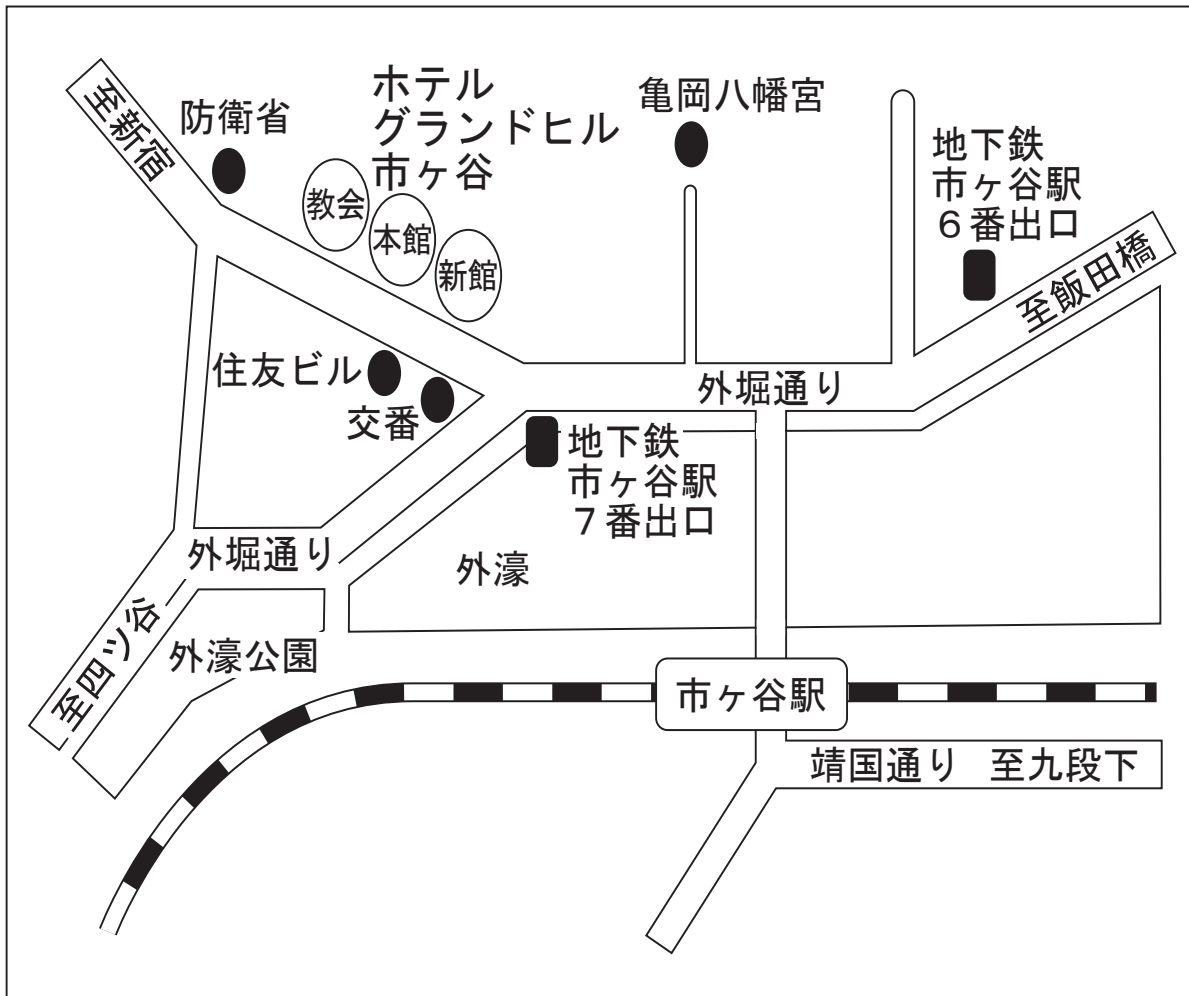 至新宿
防衛省
ホテル
グランドヒル
市ヶ谷
教会
本館
新館
亀岡八幡宮
地下鉄
市ヶ谷駅
６番出口
至飯田橋
住友ビル
交番
外堀通り
地下鉄
市ヶ谷駅
７番出口
外堀通り
外濠
至四ツ谷
外濠公園
市ヶ谷駅
靖国通り　至九段下